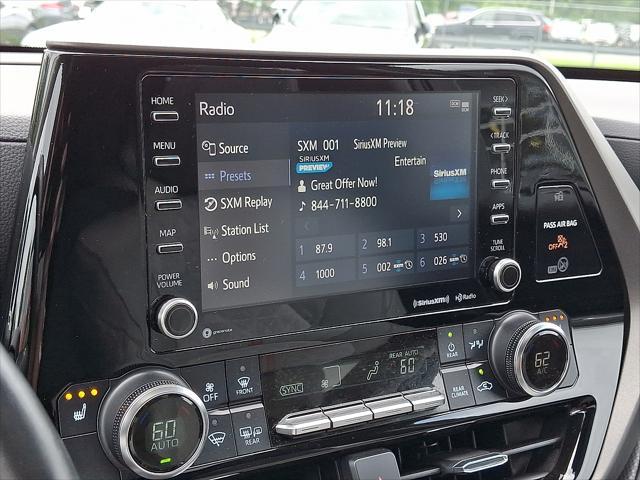 HOME
MENU
AUDIO
MAP
POWER
VOLUME
Radio
11:18
Source
Presets
SXM Replay
Station List
Options
Sound
SXM 001 SiriusXM Preview
SIRIUSXM
PREVIEW
Entertain
Great Offer Now!
844-711-8800
SiriusXM
1 87.9
2 98.1
3 530
4 1000
5 002
6 026
gracenote
SiriusXM
HD Radio
SEEK>
<TRACK
PHONE
APPS
TUNE
SCROLL
PASS AIR BAG
OFF
OFF
FRONT
REAR
60
AUTO
SYNC
REAR AUTO
60
REAR
REAR
CLIMATE
62
A/C